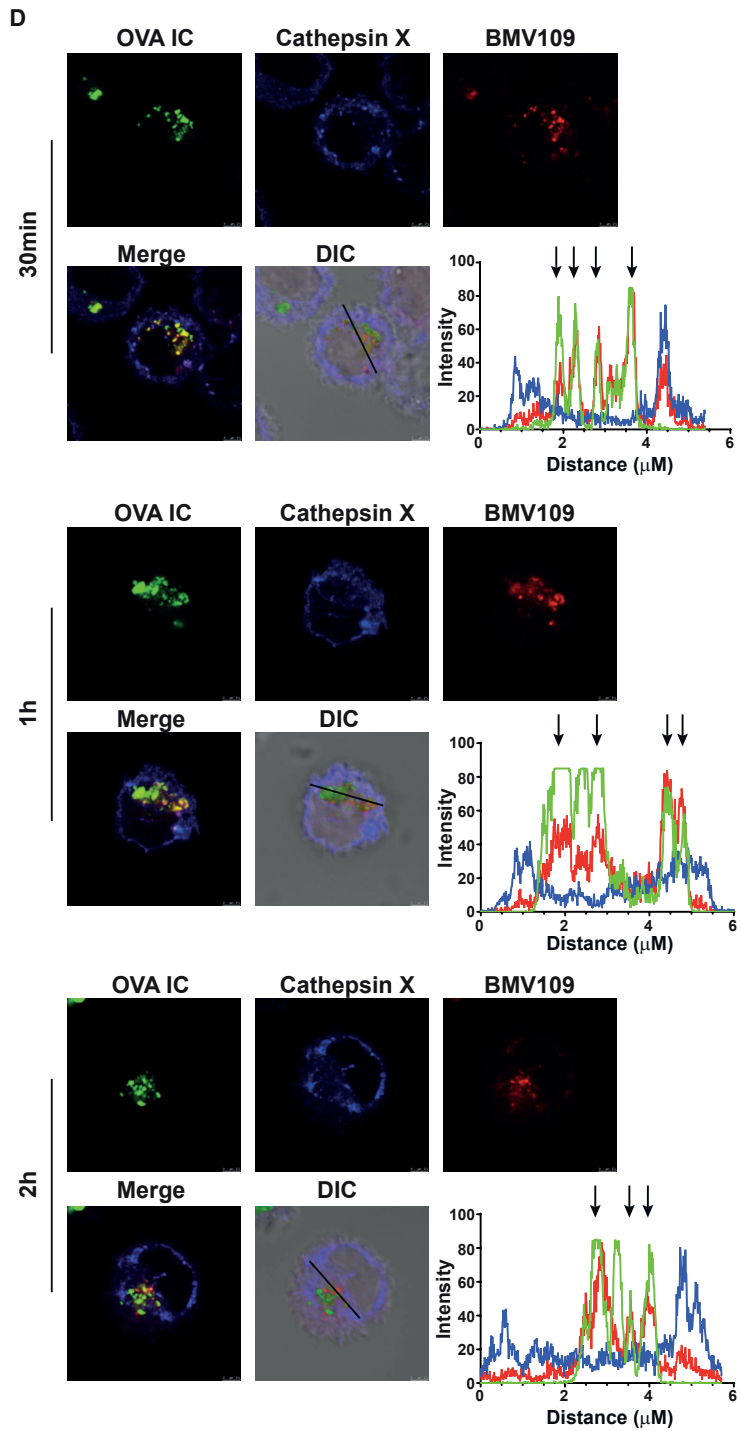 D
OVA IC Cathepsin X BMV109
30min
Merge DIC
Intensity
100
80
60
40
20
0
0 2 4 6
Distance (μM)
OVA IC Cathepsin X BMV109
1h
Merge DIC
Intensity
100
80
60
40
20
0
0 2 4 6
Distance (μM)
OVA IC Cathepsin X BMV109
2h
Merge DIC
Intensity
100
80
60
40
20
0
0 2 4 6
Distance (μM)